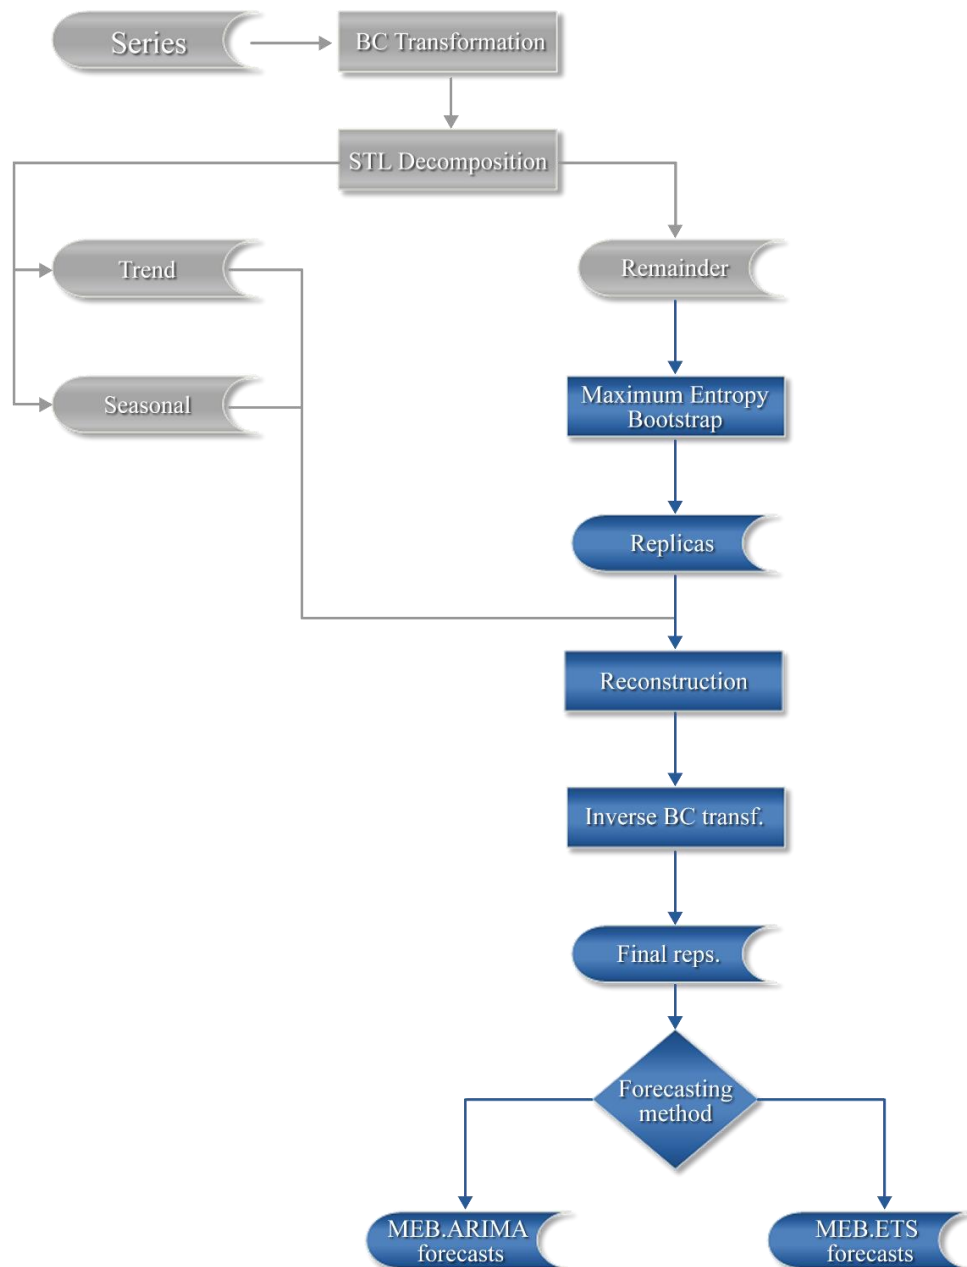 Series
BC Transformation
STL Decomposition
Trend
Remainder
Seasonal
Maximum Entropy
Bootstrap
Replicas
Reconstruction
Inverse BC transf.
Final reps.
Forecasting
method
MEB.ARIMA
forecasts
MEB.ETS
forecasts